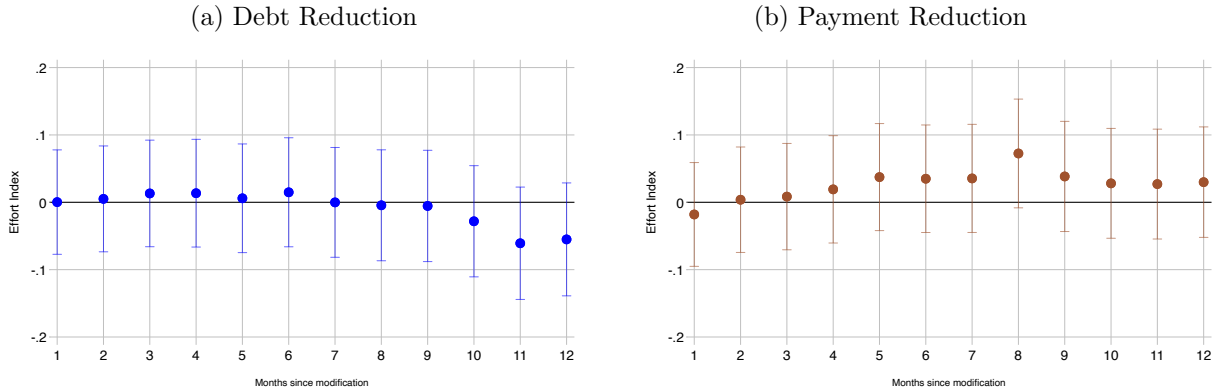 (a) Debt Reduction
.2
.1
0
-.1
-.2
Effort Index
1 2 3 4 5 6 7 8 9 10 11 12
Months since modification
(b) Payment Reduction
.2
.1
0
-.1
-.2
Effort Index
1 2 3 4 5 6 7 8 9 10 11 12
Months since modification